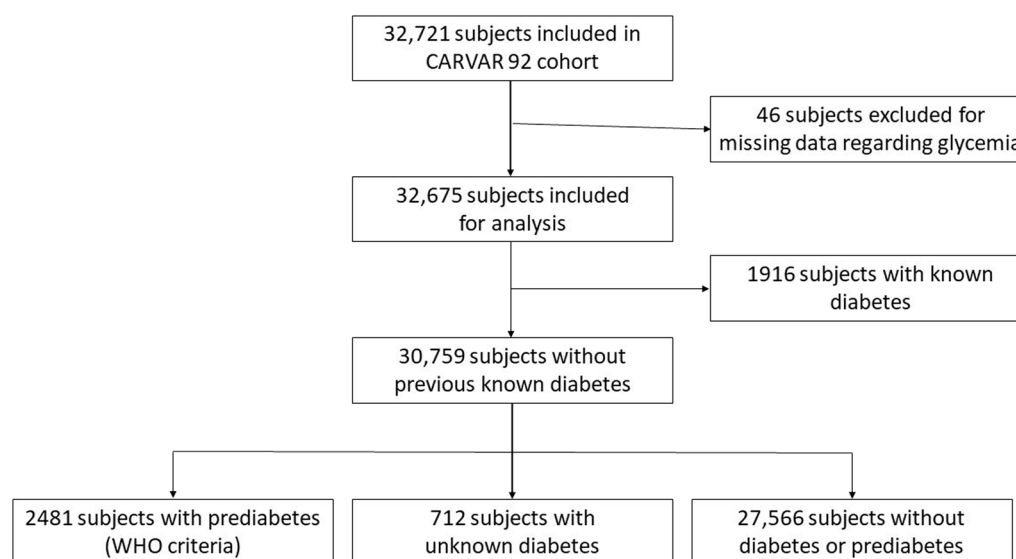 32,721 subjects included in
CARVAR 92 cohort
46 subjects excluded for
missing data regarding glycemia
32,675 subjects included
for analysis
1916 subjects with known
diabetes
30,759 subjects without
previous known diabetes
2481 subjects with prediabetes
(WHO criteria)
712 subjects with
unknown diabetes
27,566 subjects without
diabetes or prediabetes